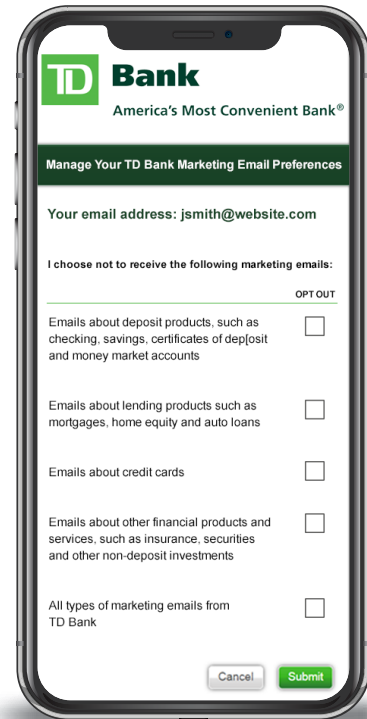 TD Bank
America's Most Convenient Bank®
Manage Your TD Bank Marketing Email Preferences
Your email address: jsmith@website.com
I choose not to receive the following marketing emails:
OPT OUT
Emails about deposit products, such as
checking, savings, certificates of dep[osit
and money market accounts
Emails about lending products such as
mortgages, home equity and auto loans
Emails about credit cards
Emails about other financial products and
services, such as insurance, securities
and other non-deposit investments
All types of marketing emails from
TD Bank
Cancel Submit